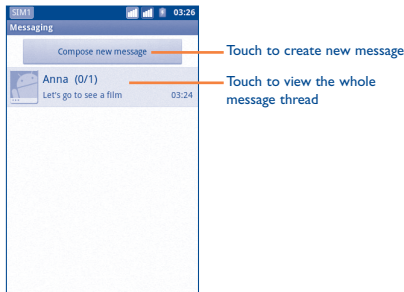 SIM1 03:26
Messaging
Compose new message
Touch to create new message
Anna (0/1)
Let's go to see a film 03:24
Touch to view the whole
message thread